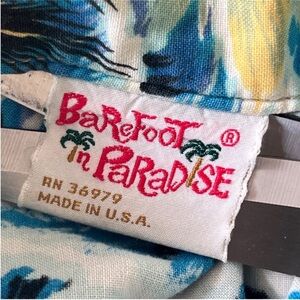 BaReFooT ®
in PaRaDiSE
RN 36979
MADE IN U.S.A.